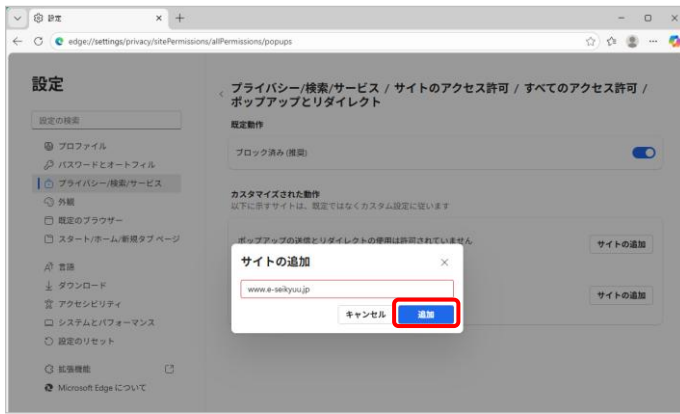 設定
edge://settings/privacy/sitePermissions/allPermissions/popups
設定
設定の検索
プロファイル
パスワードとオートフィル
プライバシー/検索/サービス
外観
既定のブラウザー
スタート/ホーム/新規タブ ページ
言語
ダウンロード
アクセシビリティ
システムとパフォーマンス
設定のリセット
拡張機能
Microsoft Edge について
プライバシー/検索/サービス / サイトのアクセス許可 / すべてのアクセス許可 /
ポップアップとリダイレクト
既定動作
ブロック済み (推奨)
カスタマイズされた動作
以下に示すサイトは、既定ではなくカスタム設定に従います
ポップアップの送信とリダイレクトの使用は許可されていません
サイトの追加
サイトの追加
www.e-seikyuu.jp
キャンセル
追加
サイトの追加